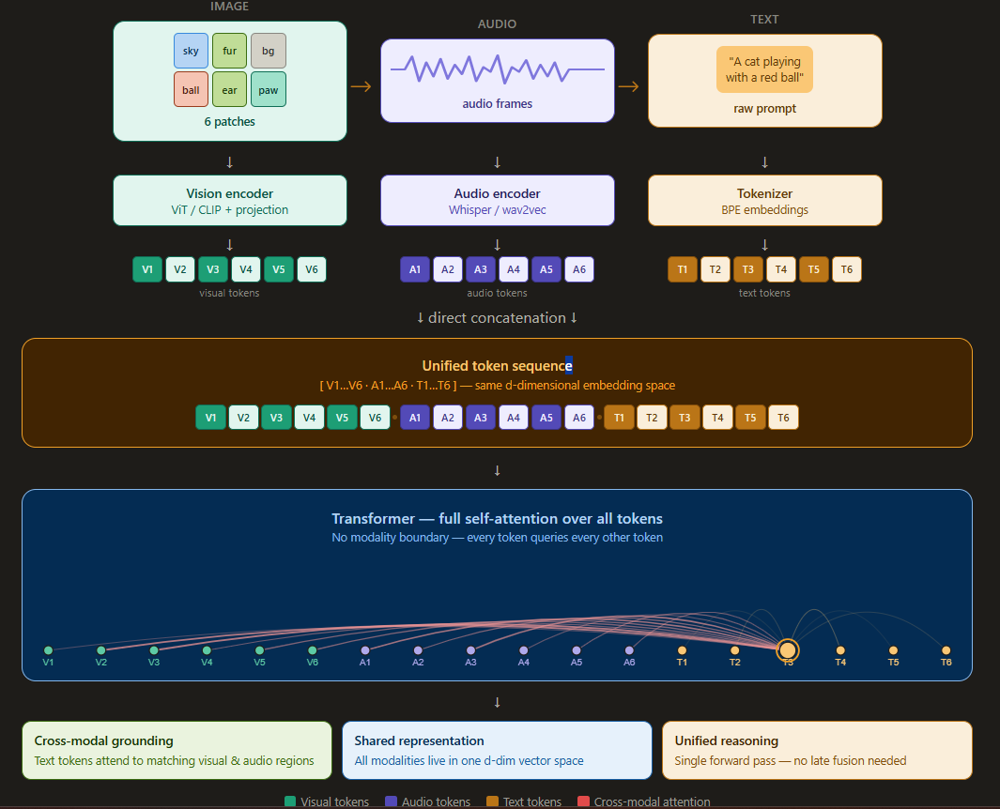 IMAGE
AUDIO
TEXT
sky fur bg
ball ear paw
6 patches
audio frames
"A cat playing
with a red ball"
raw prompt
Vision encoder
ViT / CLIP + projection
Audio encoder
Whisper / wav2vec
Tokenizer
BPE embeddings
V1 V2 V3 V4 V5 V6
visual tokens
A1 A2 A3 A4 A5 A6
audio tokens
T1 T2 T3 T4 T5 T6
text tokens
↓ direct concatenation ↓
Unified token sequence
[ V1...V6 · A1...A6 · T1...T6 ] — same d-dimensional embedding space
V1 V2 V3 V4 V5 V6 • A1 A2 A3 A4 A5 A6 • T1 T2 T3 T4 T5 T6
Transformer — full self-attention over all tokens
No modality boundary — every token queries every other token
V1 V2 V3 V4 V5 V6 A1 A2 A3 A4 A5 A6 T1 T2 T3 T4 T5 T6
Cross-modal grounding
Text tokens attend to matching visual & audio regions
Shared representation
All modalities live in one d-dim vector space
Unified reasoning
Single forward pass — no late fusion needed
Visual tokens Audio tokens Text tokens Cross-modal attention